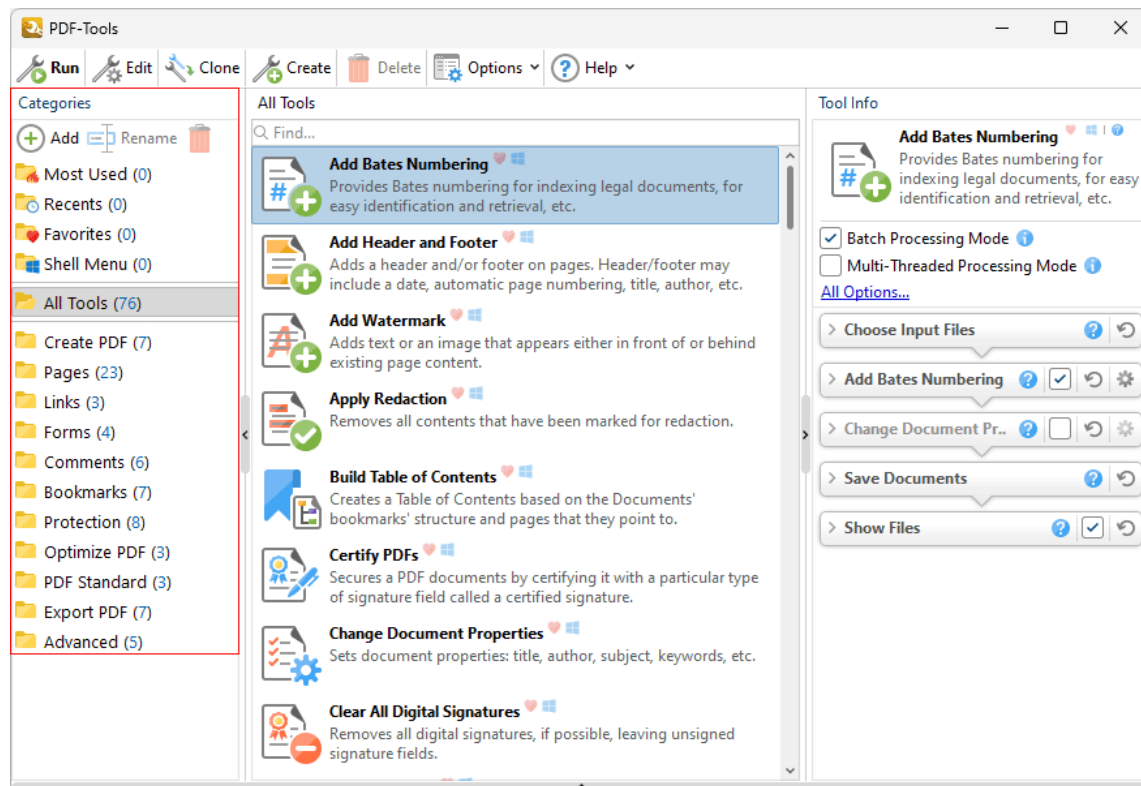 PDF-Tools
Run Edit Clone Create Delete Options Help
Categories
Add Rename
Most Used (0)
Recents (0)
Favorites (0)
Shell Menu (0)
All Tools (76)
Create PDF (7)
Pages (23)
Links (3)
Forms (4)
Comments (6)
Bookmarks (7)
Protection (8)
Optimize PDF (3)
PDF Standard (3)
Export PDF (7)
Advanced (5)
All Tools
Find...
Add Bates Numbering
Provides Bates numbering for indexing legal documents, for
easy identification and retrieval, etc.
Add Header and Footer
Adds a header and/or footer on pages. Header/footer may
include a date, automatic page numbering, title, author, etc.
Add Watermark
Adds text or an image that appears either in front of or behind
existing page content.
Apply Redaction
Removes all contents that have been marked for redaction.
Build Table of Contents
Creates a Table of Contents based on the Documents'
bookmarks' structure and pages that they point to.
Certify PDFs
Secures a PDF documents by certifying it with a particular type
of signature field called a certified signature.
Change Document Properties
Sets document properties: title, author, subject, keywords, etc.
Clear All Digital Signatures
Removes all digital signatures, if possible, leaving unsigned
signature fields.
Tool Info
Add Bates Numbering
Provides Bates numbering for
indexing legal documents, for easy
identification and retrieval, etc.
Batch Processing Mode
Multi-Threaded Processing Mode
All Options...
Choose Input Files
Add Bates Numbering
Change Document Pr..
Save Documents
Show Files